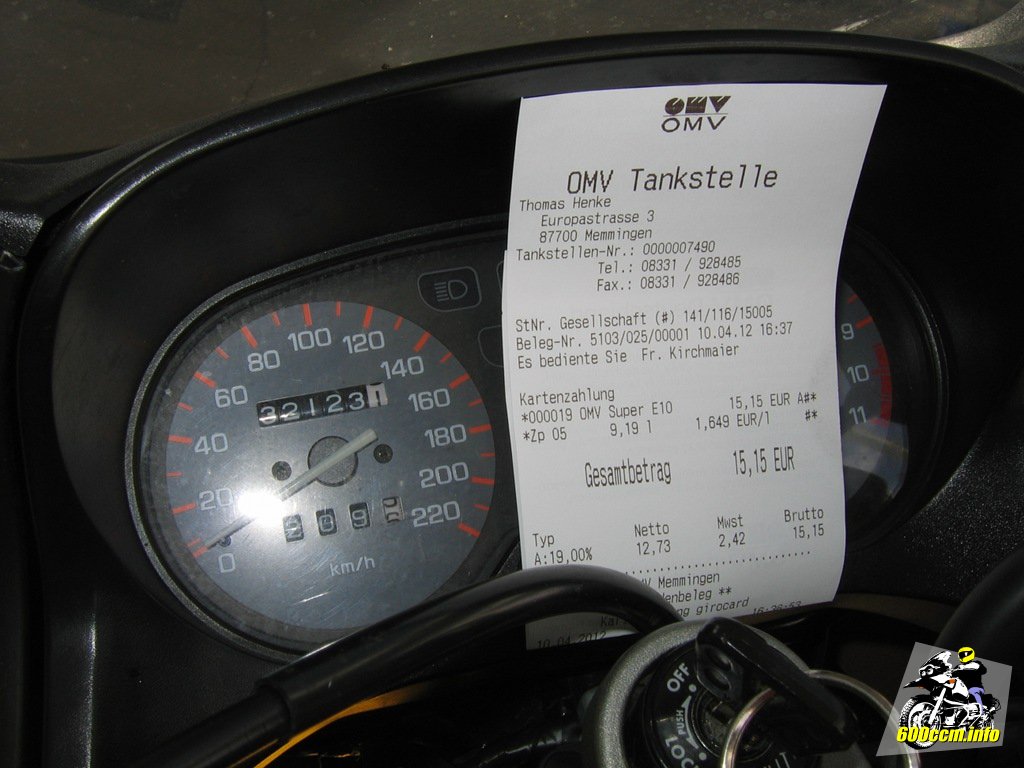 OMV
OMV Tankstelle
Thomas Henke
Europastrasse 3
87700 Memmingen
Tankstellen-Nr.: 0000007490
Tel.: 08331 / 928485
Fax.: 08331 / 928486
StNr. Gesellschaft (#) 141/116/15005
Beleg-Nr. 5103/025/00001 10.04.12 16:37
Es bediente Sie Fr. Kirchmaier
Kartenzahlung
*000019 OMV Super E10 15,15 EUR A#*
*Zp 05 9,19 l 1,649 EUR/l #*
Gesamtbetrag 15,15 EUR
Typ Netto Mwst Brutto
A:19,00% 12,73 2,42 15,15
Memmingen
girocard
10.04.2012
0
20
40
60
80
100
120
140
160
180
200
220
32123
km/h
9
10
11
OFF
PUSH
600ccm.info